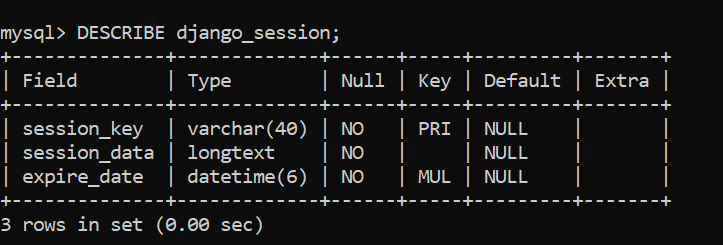 mysql> DESCRIBE django_session;
+--------------+-------------+------+-----+---------+-------+
| Field        | Type        | Null | Key | Default | Extra |
+--------------+-------------+------+-----+---------+-------+
| session_key  | varchar(40) | NO   | PRI | NULL    |       |
| session_data | longtext    | NO   |     | NULL    |       |
| expire_date  | datetime(6) | NO   | MUL | NULL    |       |
+--------------+-------------+------+-----+---------+-------+
3 rows in set (0.00 sec)